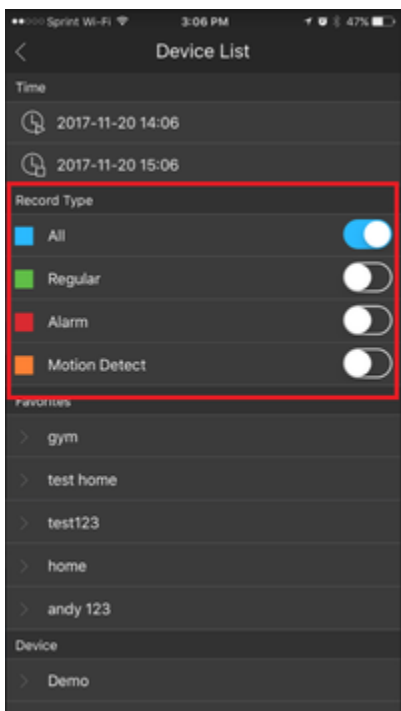 Sprint Wi-Fi 3:06 PM 47%
Device List
Time
2017-11-20 14:06
2017-11-20 15:06
Record Type
All
Regular
Alarm
Motion Detect
Favorites
gym
test home
test123
home
andy 123
Device
Demo